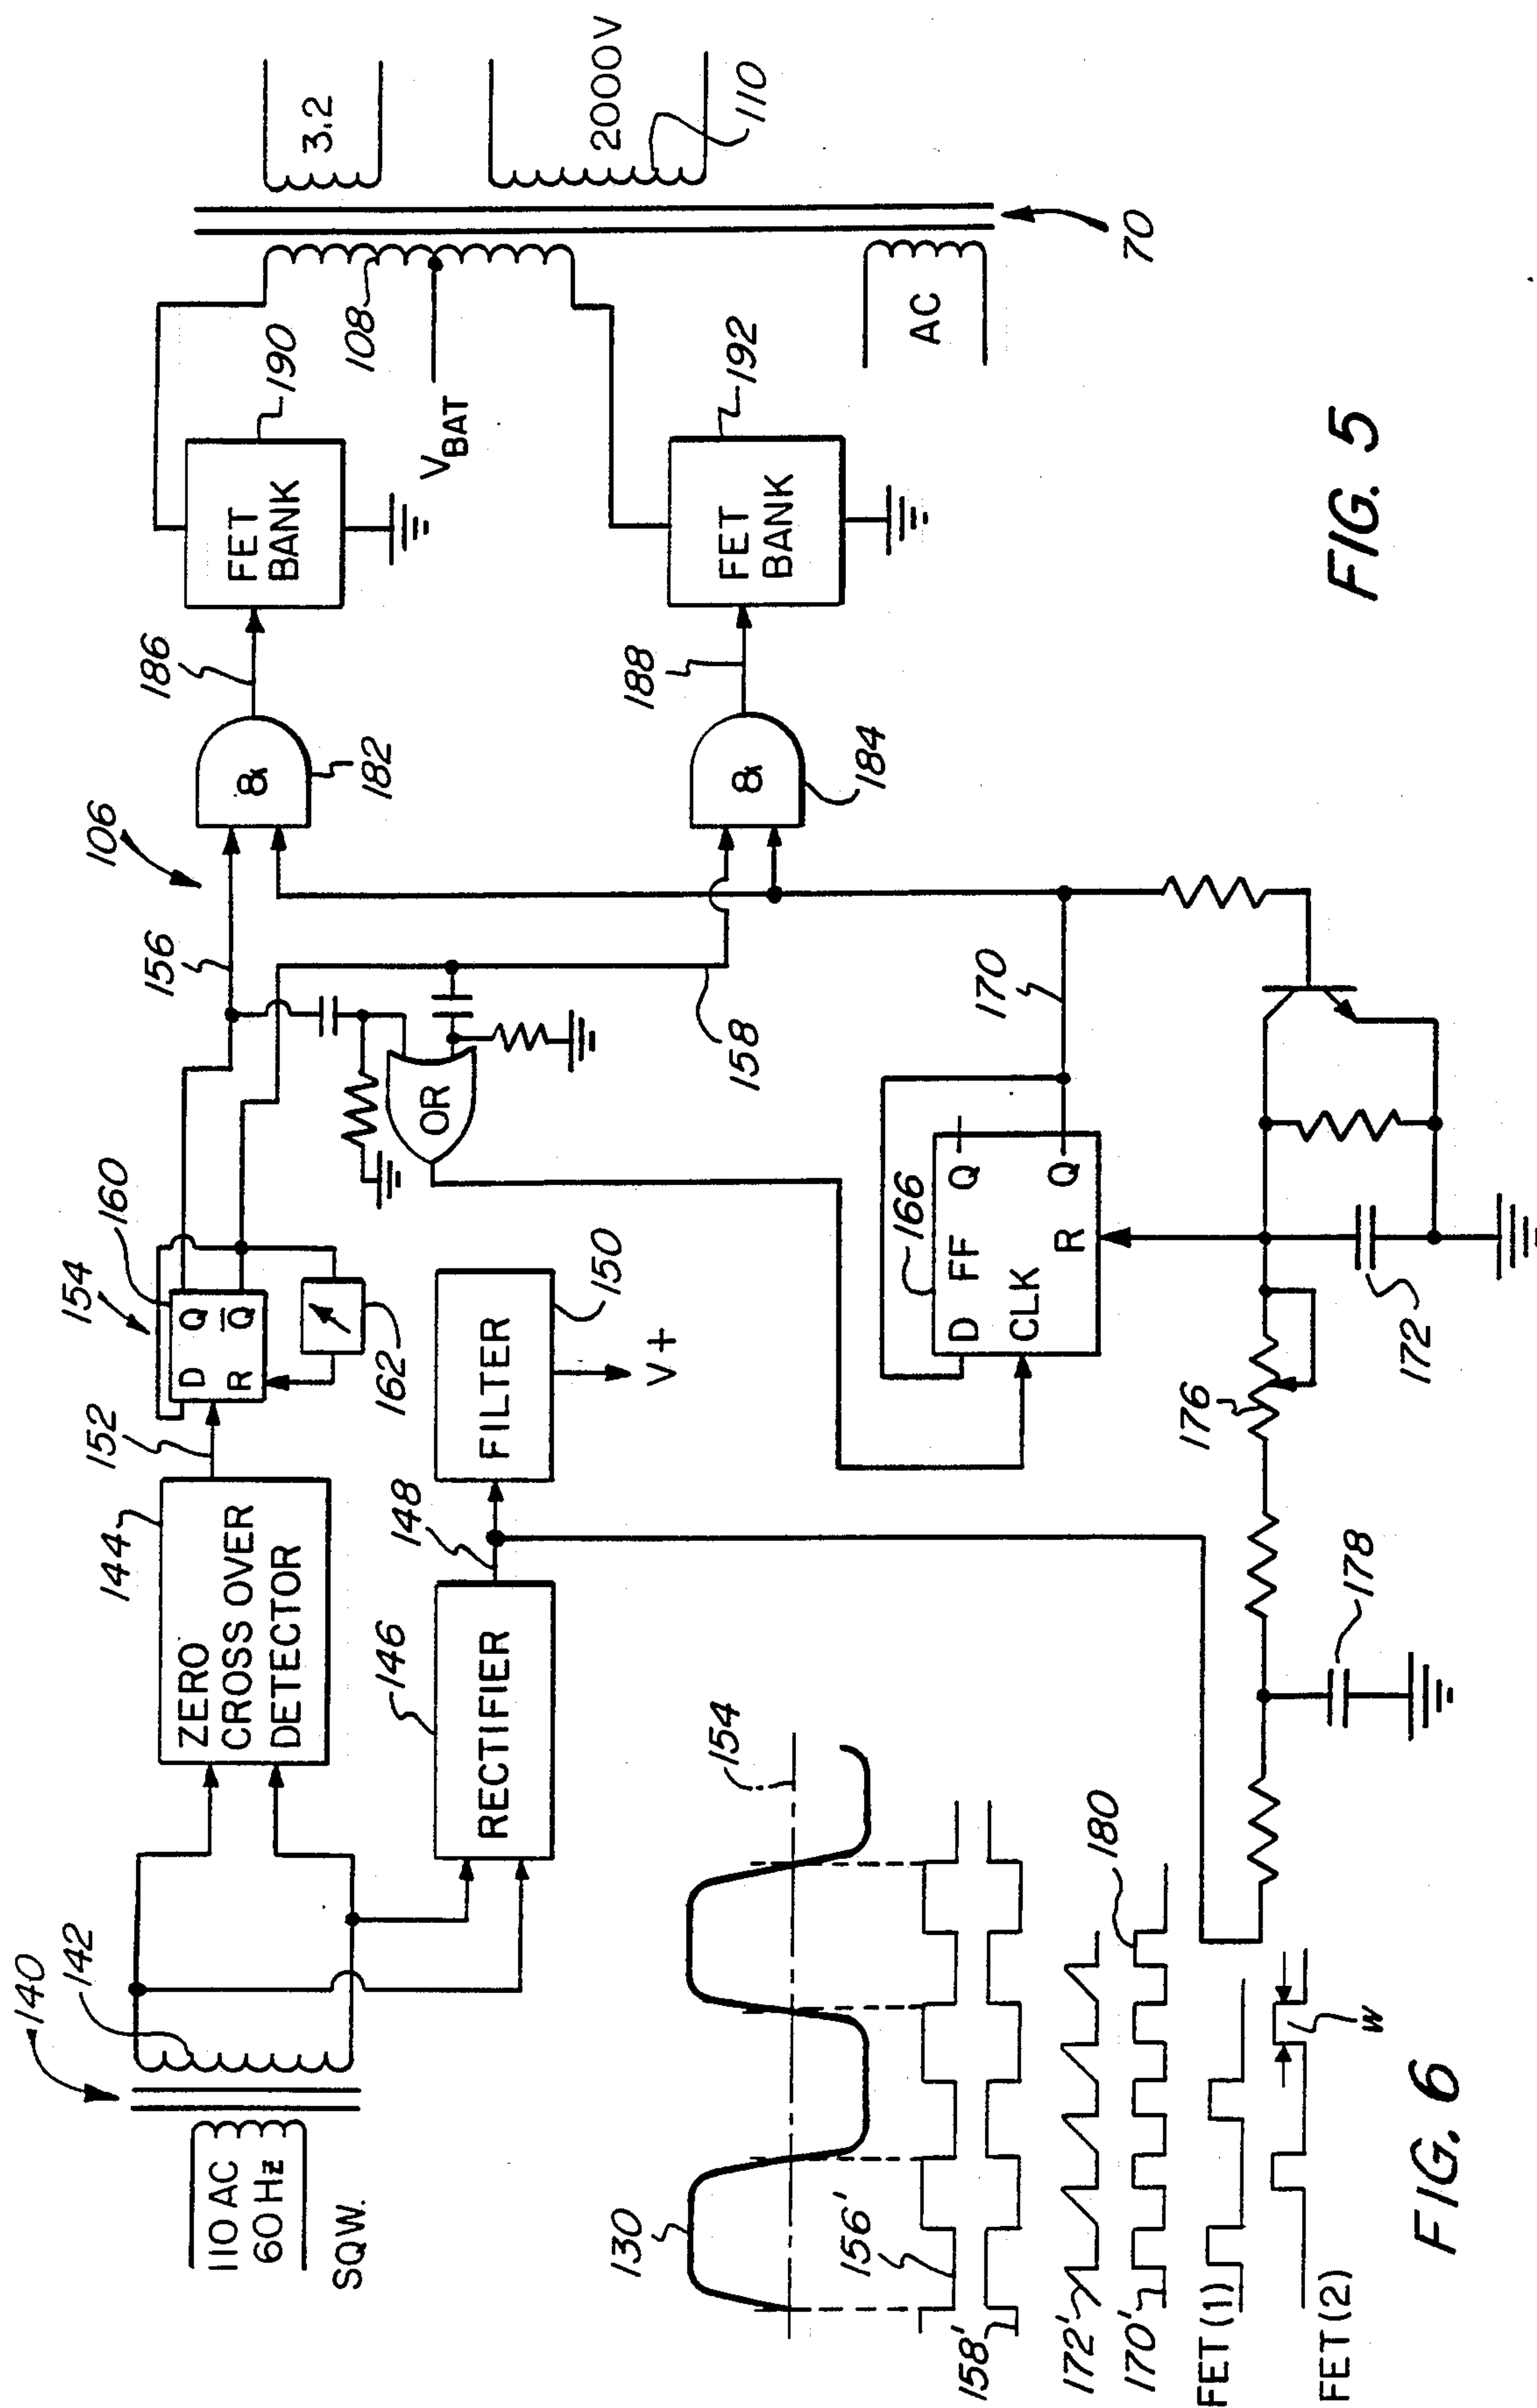 140
142
110 AC
60 Hz
SQW.
144
ZERO
CROSS OVER
DETECTOR
152
154
160
D Q
R Q
162
146
RECTIFIER
148
FILTER
150
V+
156
106
OR
158
&
182
186
FET
BANK
190
&
184
188
FET
BANK
192
108
VBAT
3.2
2000V
110
AC
70
166
D FF Q
CLK
R Q
170
172
176
178
FIG. 5
130
154
156'
158'
172'
170'
180
FET(1)
FET(2)
W
FIG. 6